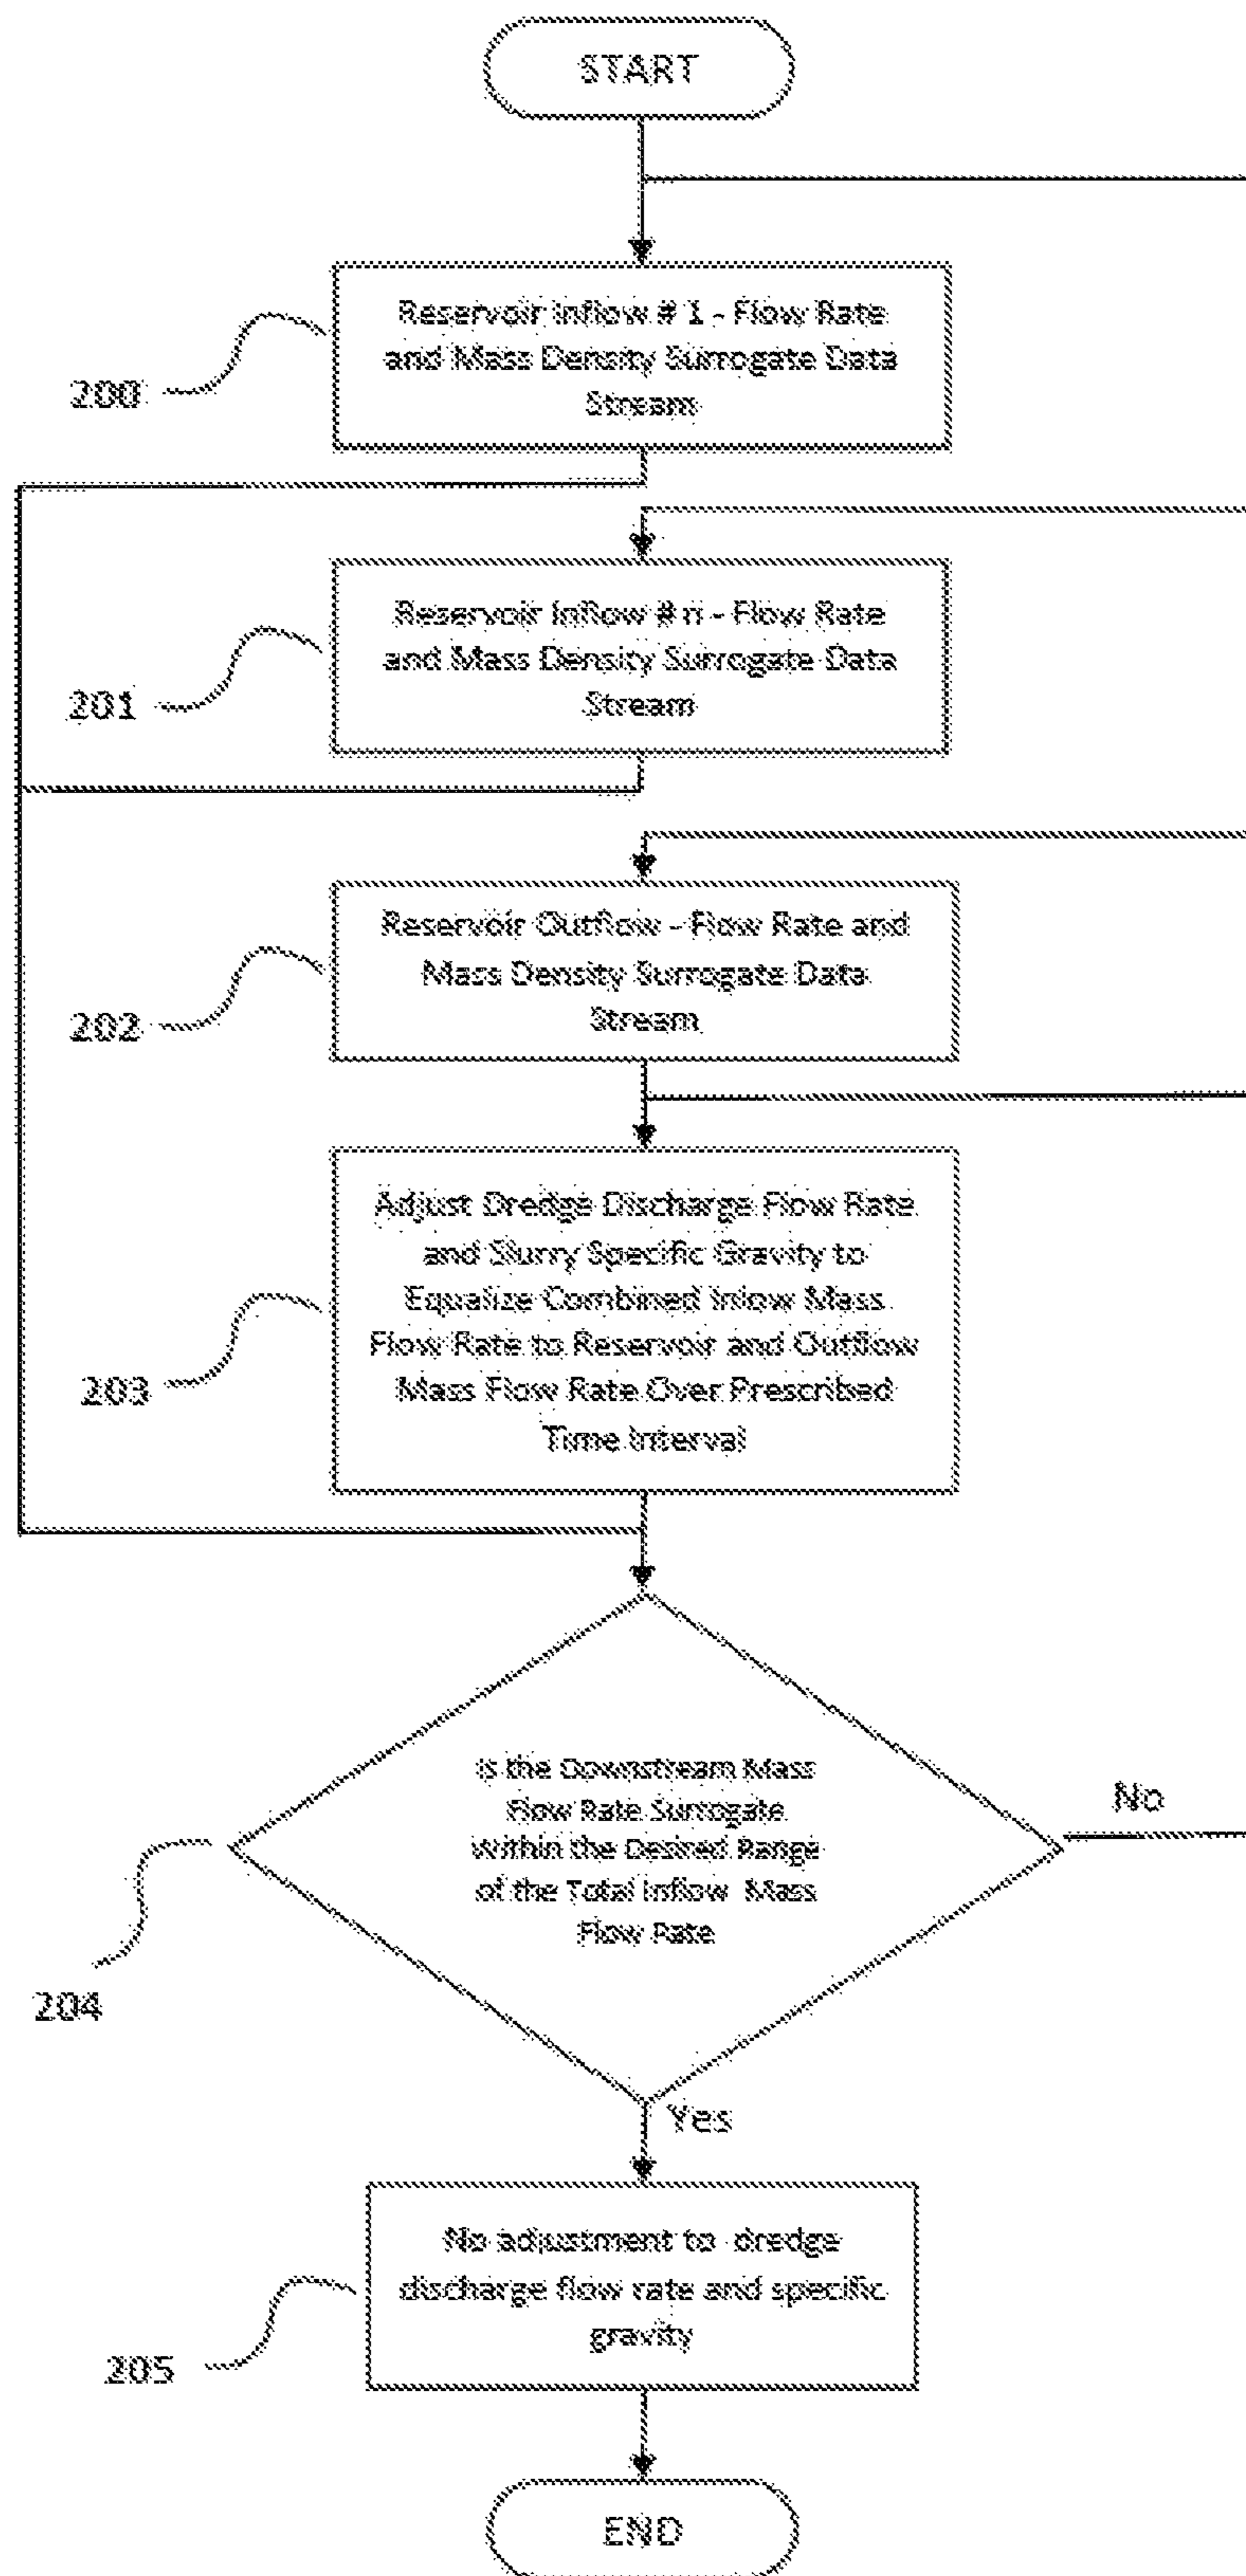 START
Reservoir Inflow # 1 - Flow Rate
and Mass Density Surrogate Data
Stream
200
Reservoir Inflow # n - Flow Rate
and Mass Density Surrogate Data
Stream
201
Reservoir Outflow - Flow Rate and
Mass Density Surrogate Data
Stream
202
Adjust Dredge Discharge Flow Rate
and Slurry Specific Gravity to
Equalize Combined Inlow Mass
Flow Rate to Reservoir and Outflow
Mass Flow Rate Over Prescribed
Time Interval
203
Is the Downstream Mass
Flow Rate Surrogate
Within the Desired Range
of the Total Inflow Mass
Flow Rate
No
204
Yes
No adjustment to dredge
discharge flow rate and specific
gravity
205
END